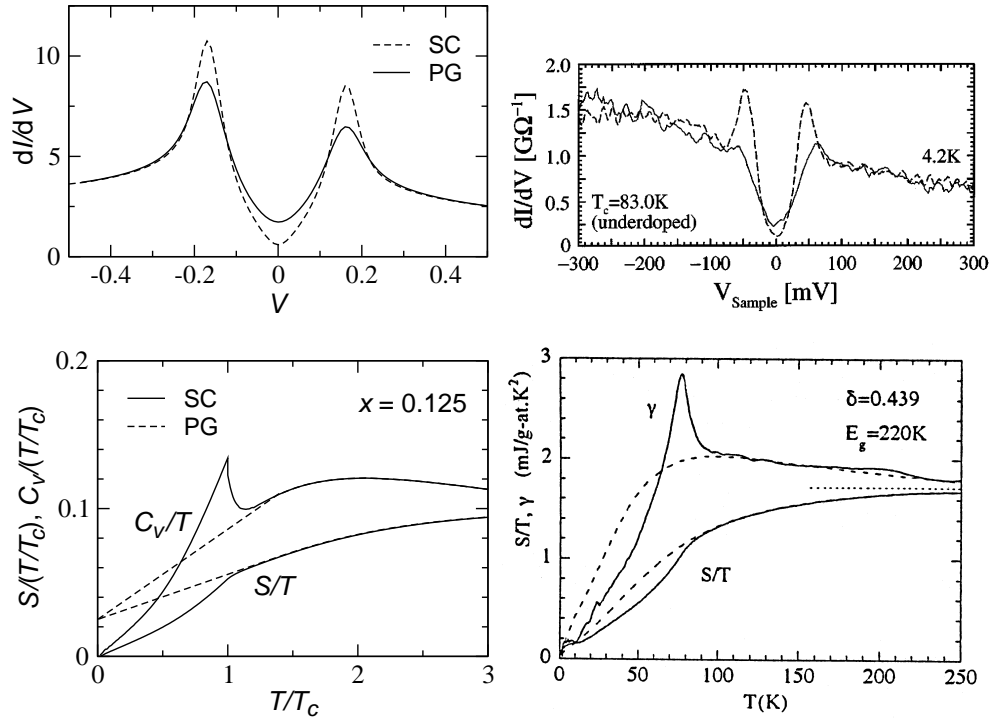 10
5
0
dI/dV
SC
PG
-0.4
-0.2
0
0.2
0.4
V
2.0
1.5
1.0
0.5
0
dI/dV [GΩ⁻¹]
4.2K
T_c=83.0K
(underdoped)
−300
−200
−100
0
100
200
300
V_Sample [mV]
0.2
0.1
0
S/(T/T_c), C_V/(T/T_c)
SC
PG
x = 0.125
C_V/T
S/T
0
1
2
3
T/T_c
3
2
1
0
S/T, γ (mJ/g-at.K²)
γ
δ=0.439
E_g=220K
S/T
0
50
100
150
200
250
T(K)